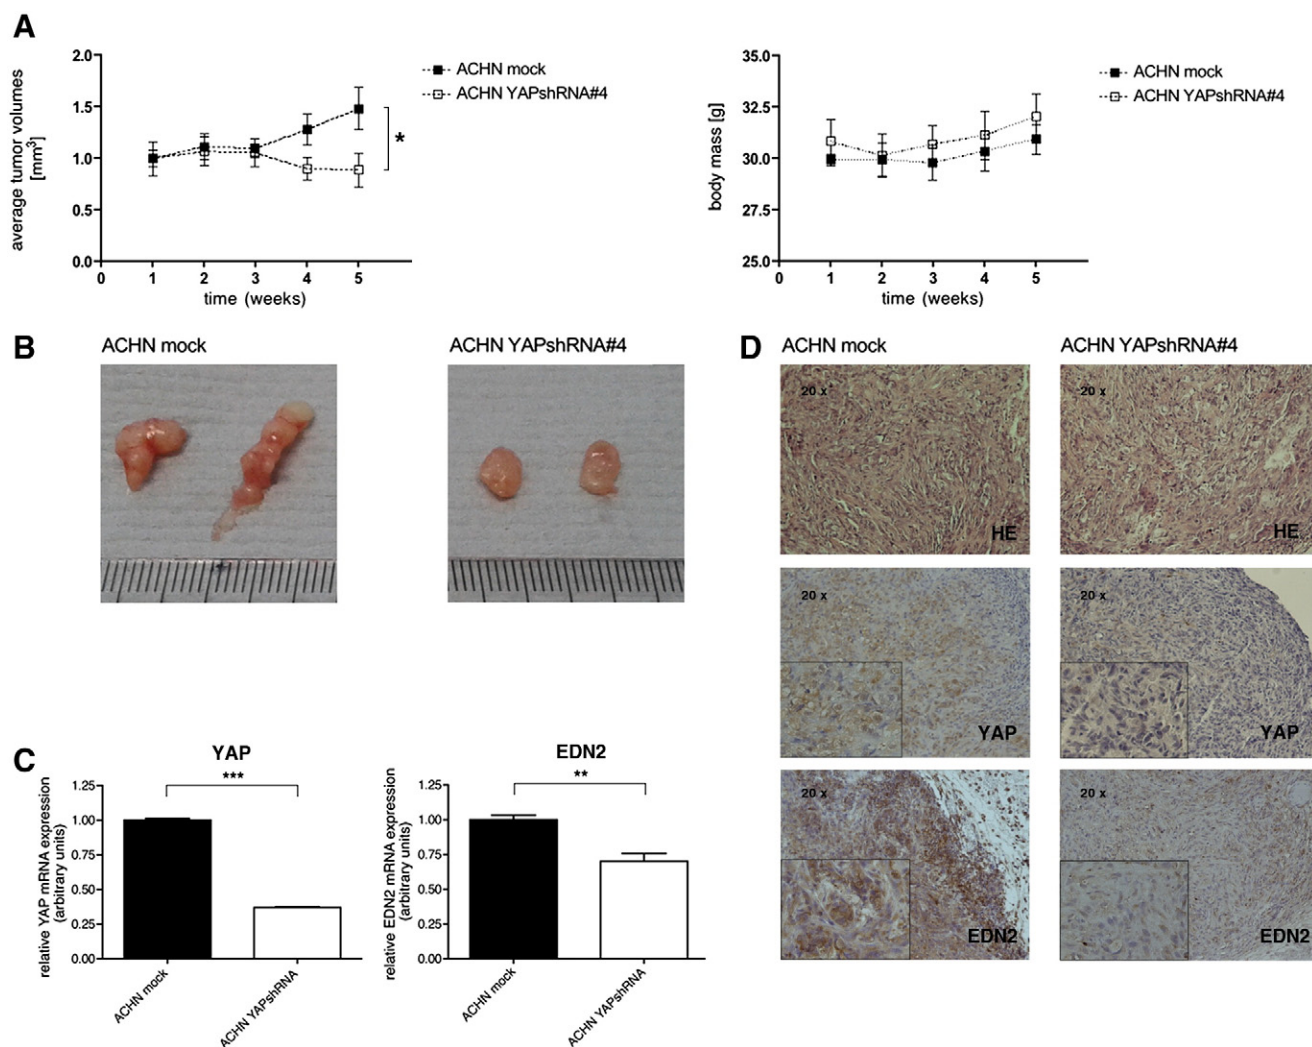 A
2.0
1.5
1.0
0.5
0.0
0
1
2
3
4
5
average tumor volumes
[mm3]
time (weeks)
ACHN mock
ACHN YAPshRNA#4
*
35.0
32.5
30.0
27.5
25.0
0
1
2
3
4
5
body mass [g]
time (weeks)
ACHN mock
ACHN YAPshRNA#4
B
ACHN mock
ACHN YAPshRNA#4
C
YAP
***
1.25
1.00
0.75
0.50
0.25
0.00
relative YAP mRNA expression
(arbitrary units)
ACHN mock
ACHN YAPshRNA
EDN2
**
1.25
1.00
0.75
0.50
0.25
0.00
relative EDN2 mRNA expression
(arbitrary units)
ACHN mock
ACHN YAPshRNA
D
ACHN mock
ACHN YAPshRNA#4
20 x
HE
20 x
HE
20 x
YAP
20 x
YAP
20 x
EDN2
20 x
EDN2